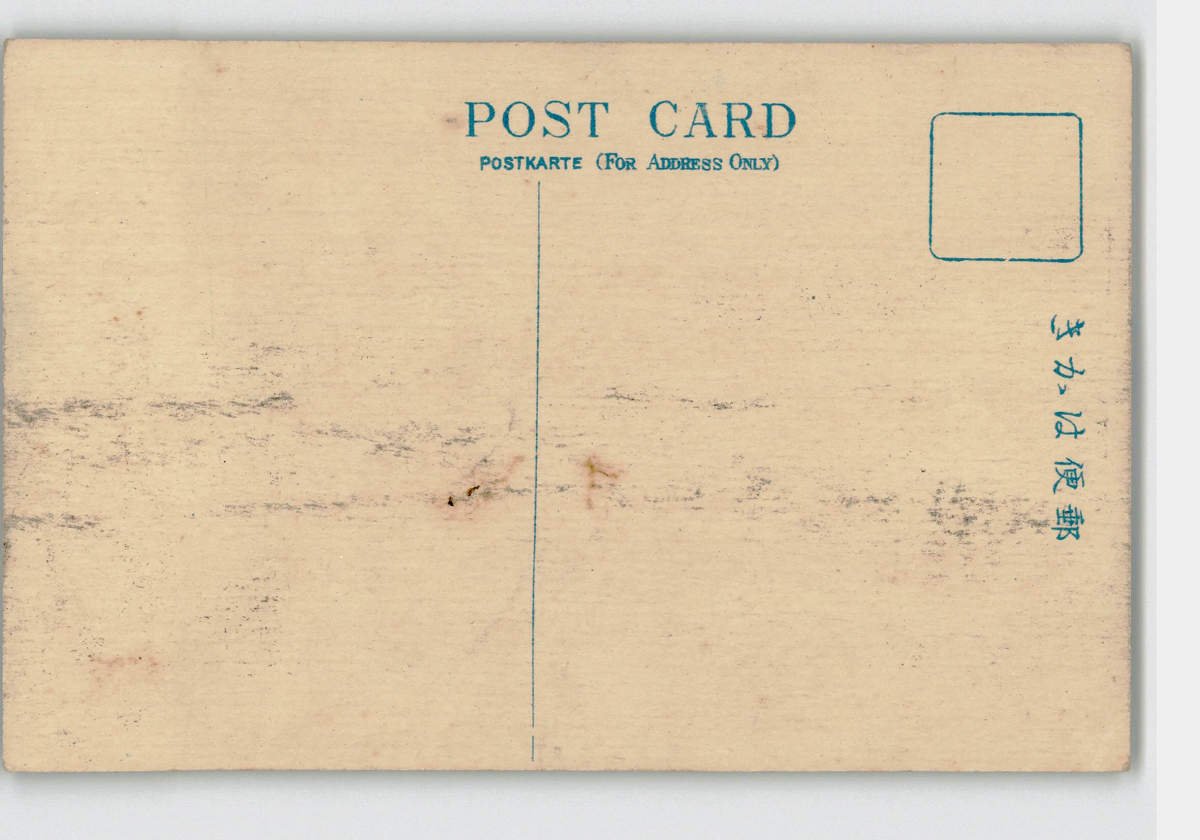 POST CARD
POSTKARTE (FOR ADDRESS ONLY)
郵便はかき